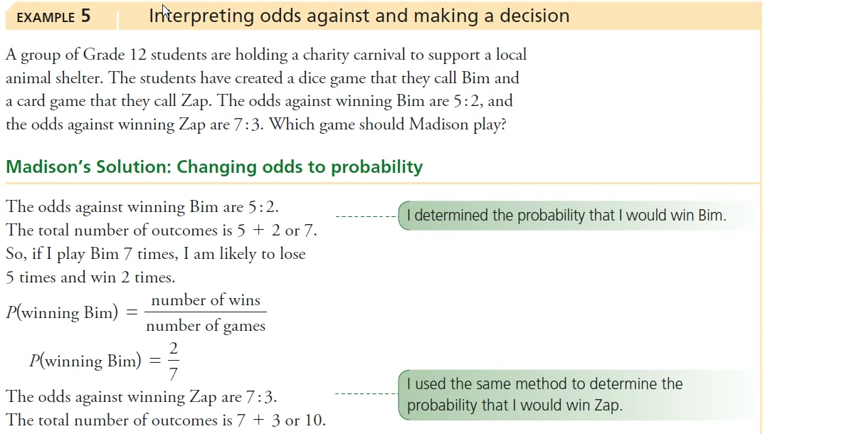 EXAMPLE 5 Interpreting odds against and making a decision
A group of Grade 12 students are holding a charity carnival to support a local
animal shelter. The students have created a dice game that they call Bim and
a card game that they call Zap. The odds against winning Bim are 5:2, and
the odds against winning Zap are 7:3. Which game should Madison play?
Madison's Solution: Changing odds to probability
The odds against winning Bim are 5:2.
I determined the probability that I would win Bim.
The total number of outcomes is 5 + 2 or 7.
So, if I play Bim 7 times, I am likely to lose
5 times and win 2 times.
P(winning Bim) = number of wins / number of games
P(winning Bim) = 2/7
The odds against winning Zap are 7:3.
The total number of outcomes is 7 + 3 or 10.
I used the same method to determine the
probability that I would win Zap.